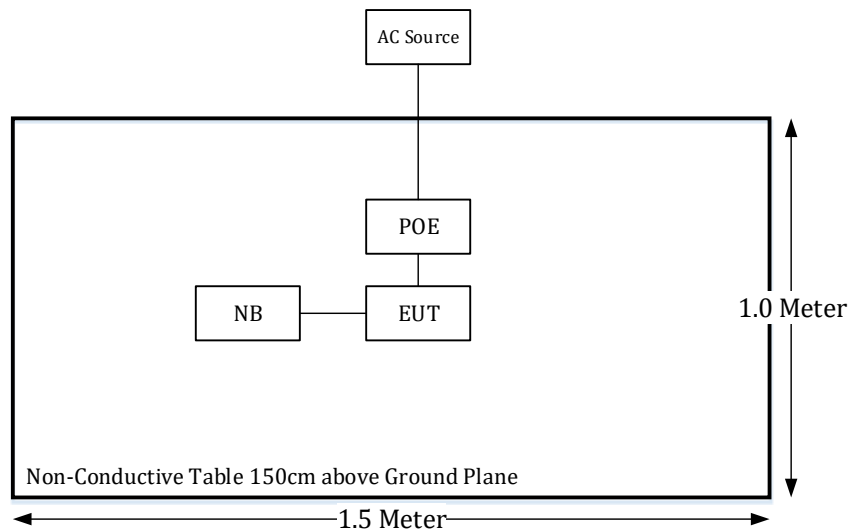 AC Source
POE
NB
EUT
1.0 Meter
Non-Conductive Table 150cm above Ground Plane
1.5 Meter